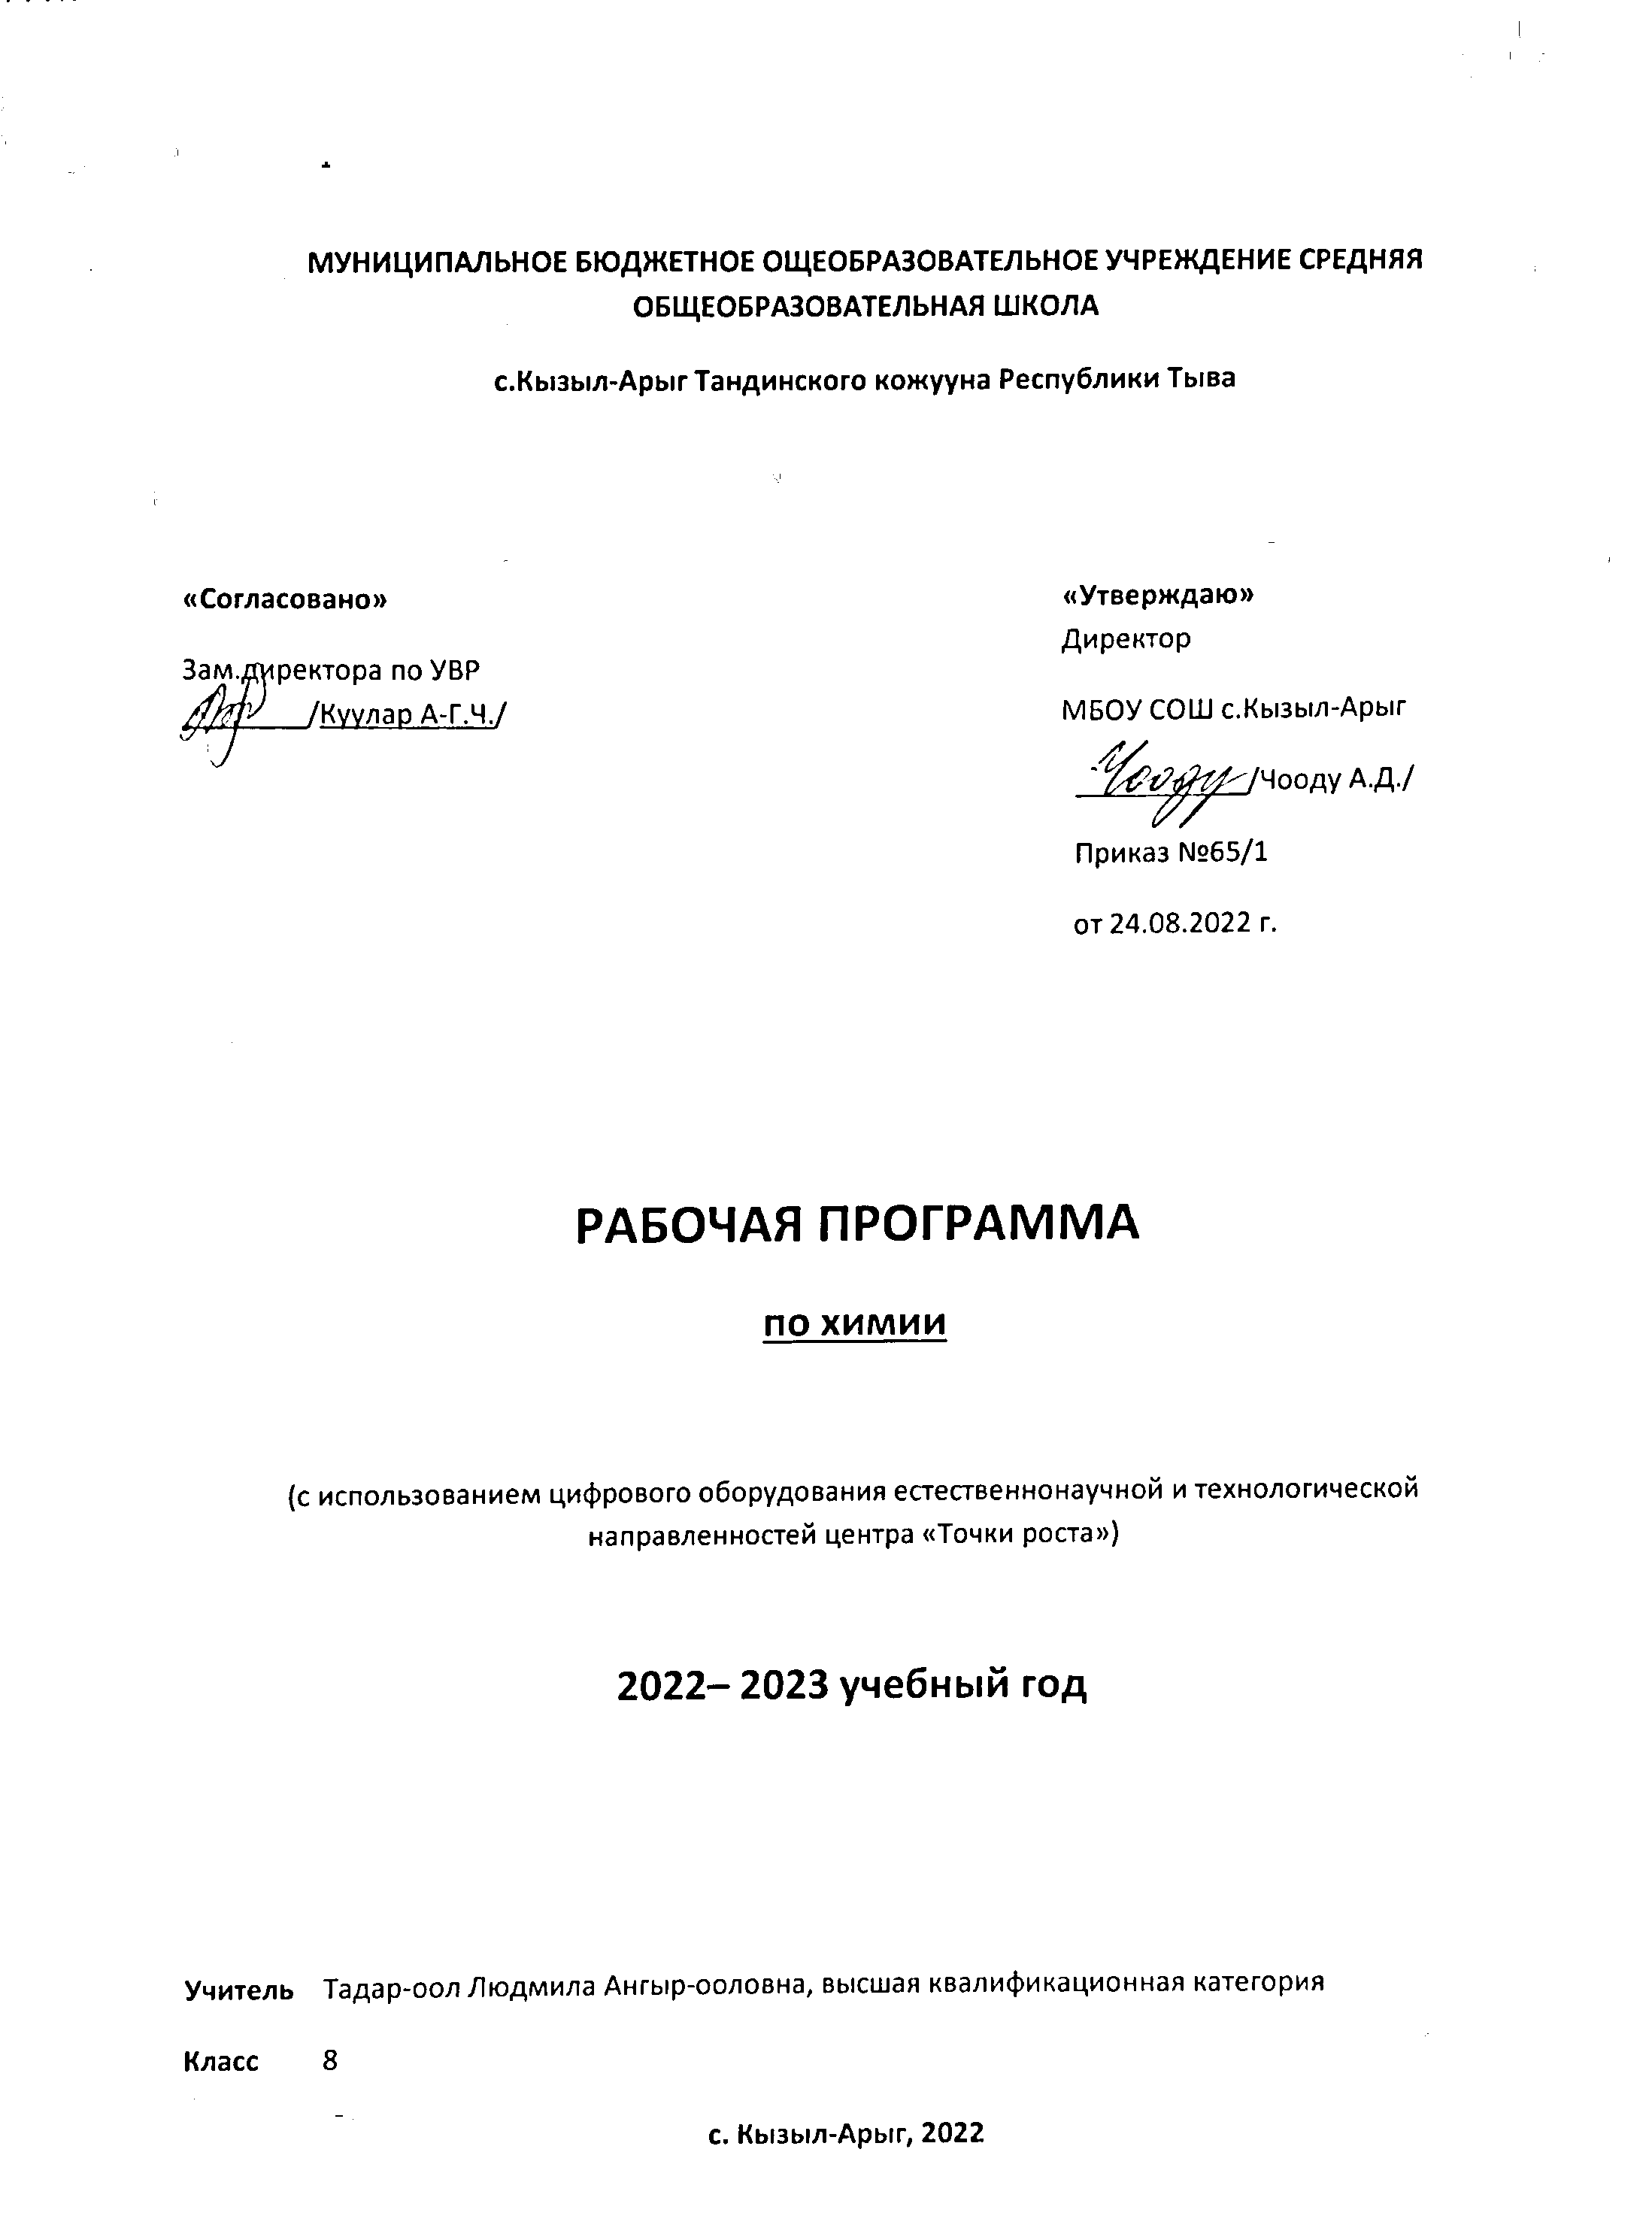 МУНИЦИПАЛЬНОЕ БЮДЖЕТНОЕ ОЩЕОБРАЗОВАТЕЛЬНОЕ УЧРЕЖДЕНИЕ СРЕДНЯЯ
ОБЩЕОБРАЗОВАТЕЛЬНАЯ ШКОЛА
с.Кызыл-Арыг Тандинского кожууна Республики Тыва
«Согласовано»
Зам.директора по УВР
/Куулар А-Г.Ч./
«Утверждаю»
Директор
МБОУ СОШ с.Кызыл-Арыг
Чооду /Чооду А.Д./
Приказ №65/1
от 24.08.2022 г.
РАБОЧАЯ ПРОГРАММА
по химии
(с использованием цифрового оборудования естественнонаучной и технологической
направленностей центра «Точки роста»)
2022– 2023 учебный год
Учитель Тадар-оол Людмила Ангыр-ооловна, высшая квалификационная категория
Класс 8
с. Кызыл-Арыг, 2022